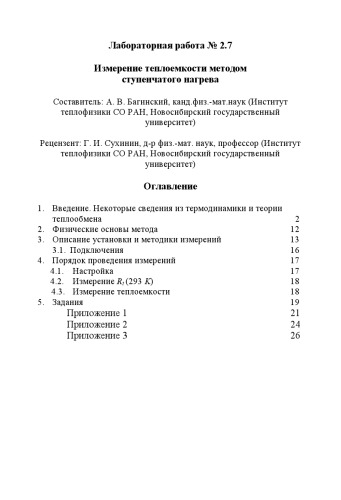 Лабораторная работа № 2.7
Измерение теплоемкости методом
ступенчатого нагрева
Составитель: А. В. Багинский, канд.физ.-мат.наук (Институт
теплофизики СО РАН, Новосибирский государственный
университет)
Рецензент: Г. И. Сухинин, д-р физ.-мат. наук, профессор (Институт
теплофизики СО РАН, Новосибирский государственный
университет)
Оглавление
1. Введение. Некоторые сведения из термодинамики и теории
теплообмена 2
2. Физические основы метода 12
3. Описание установки и методики измерений 13
3.1. Подключения 16
4. Порядок проведения измерений 17
4.1. Настройка 17
4.2. Измерение Rt (293 K) 18
4.3. Измерение теплоемкости 18
5. Задания 19
Приложение 1 21
Приложение 2 24
Приложение 3 26